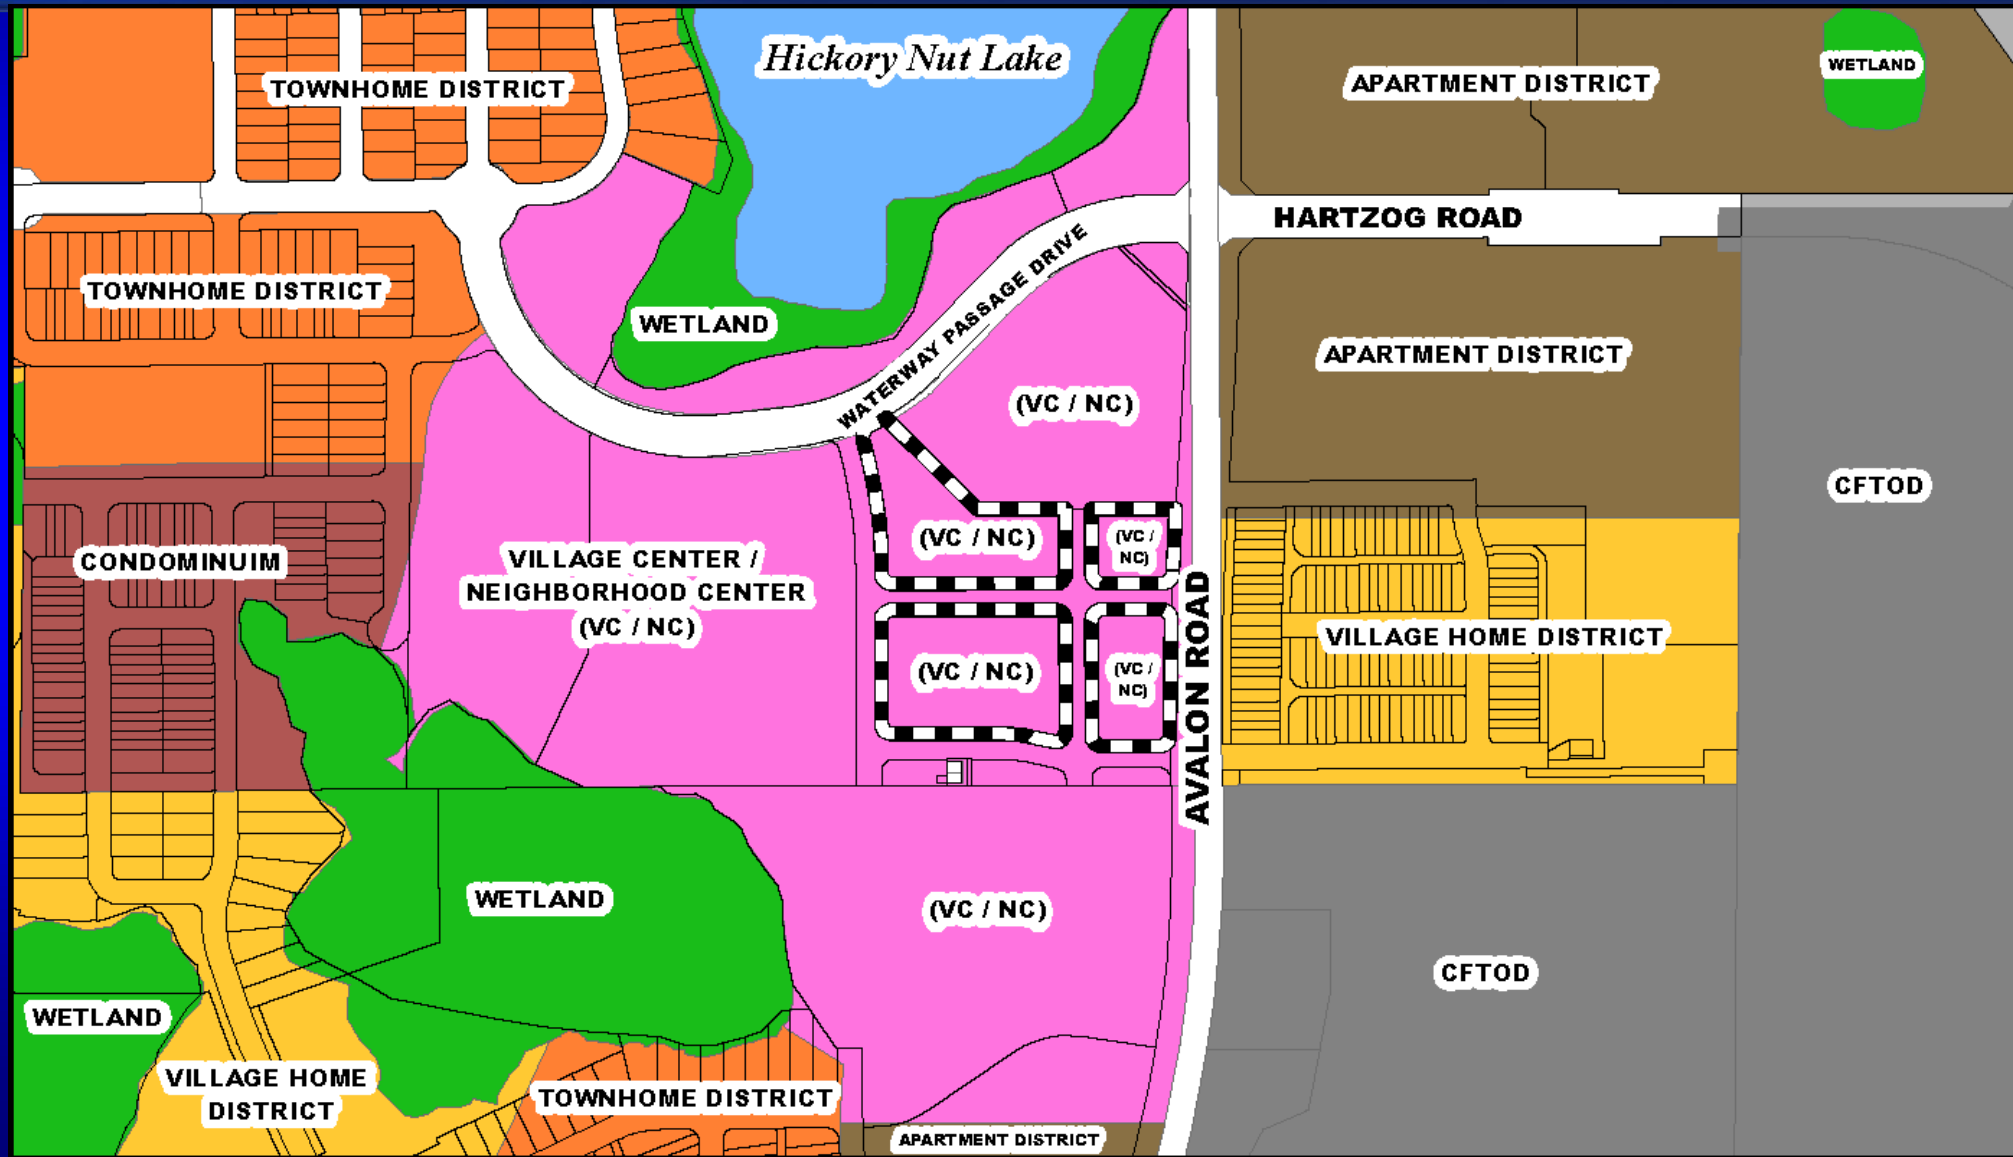 Hickory Nut Lake
TOWNHOME DISTRICT
APARTMENT DISTRICT
WETLAND
HARTZOG ROAD
TOWNHOME DISTRICT
WETLAND
WATERWAY PASSAGE DRIVE
APARTMENT DISTRICT
(VC / NC)
CFTOD
CONDOMINUIM
VILLAGE CENTER /
NEIGHBORHOOD CENTER
(VC / NC)
(VC / NC)
(VC /
NC)
(VC / NC)
(VC /
NC)
AVALON ROAD
VILLAGE HOME DISTRICT
WETLAND
(VC / NC)
CFTOD
WETLAND
VILLAGE HOME
DISTRICT
TOWNHOME DISTRICT
APARTMENT DISTRICT